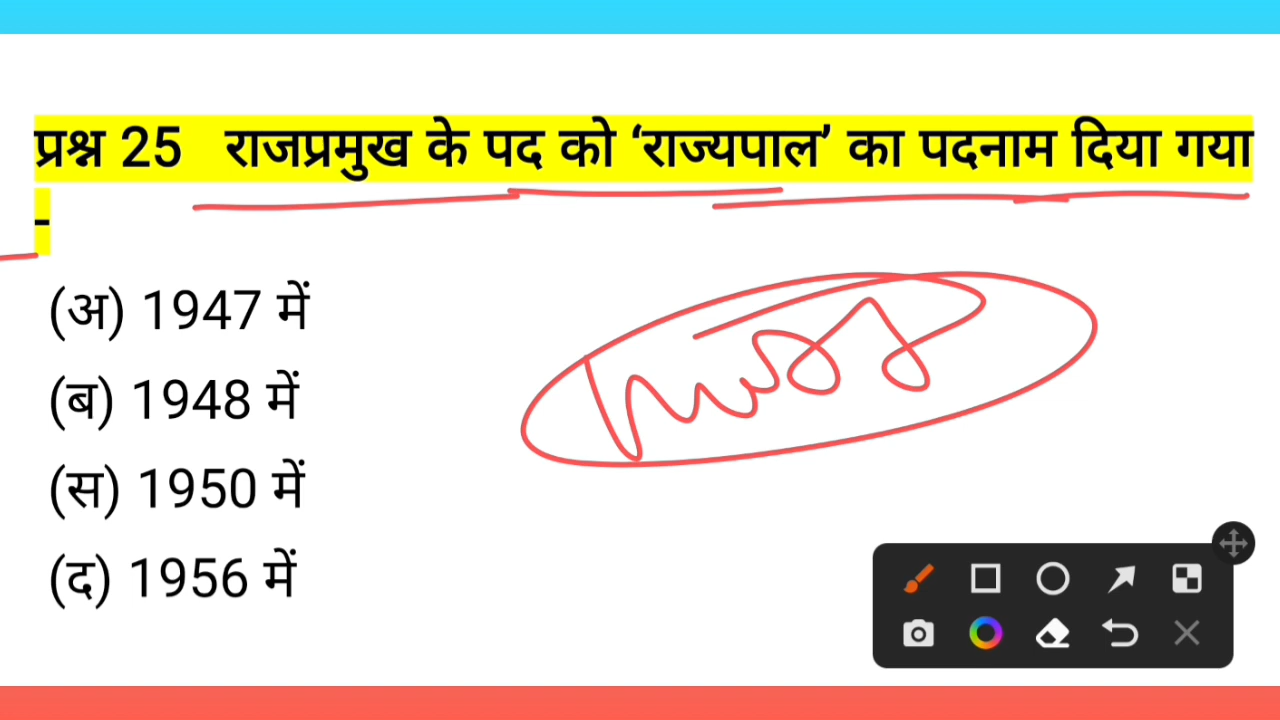 प्रश्न 25 राजप्रमुख के पद को ‘राज्यपाल’ का पदनाम दिया गया
-
(अ) 1947 में
(ब) 1948 में
(स) 1950 में
(द) 1956 में